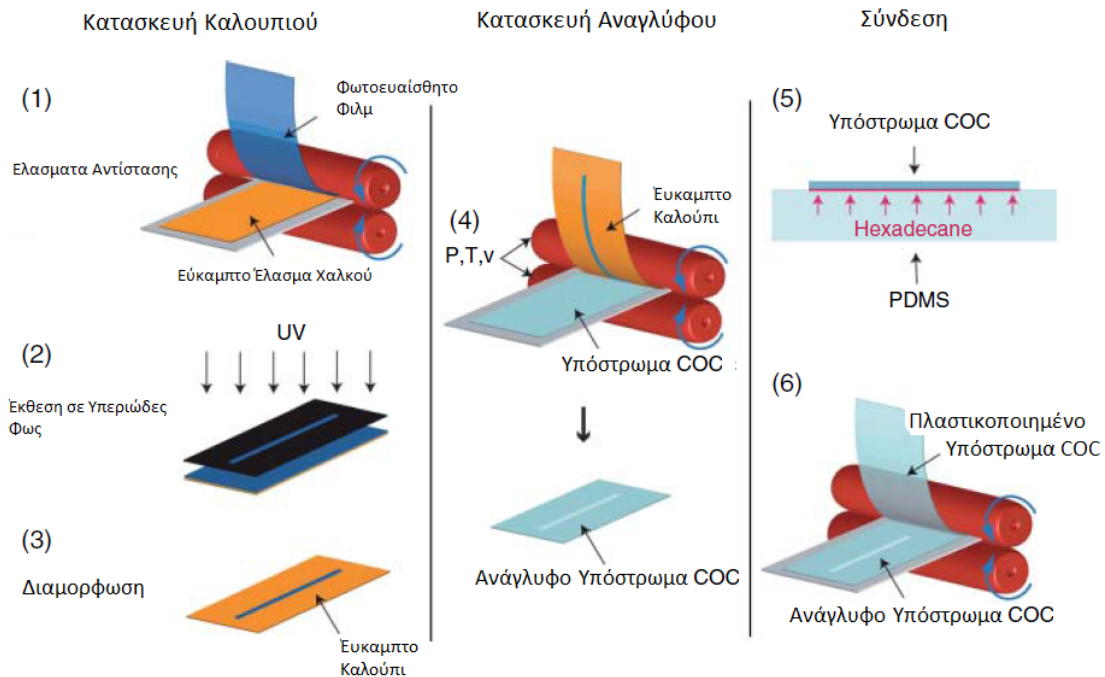 Κατασκευή Καλουπιού
(1)
Φωτοευαίσθητο
Φιλμ
Ελασματα Αντίστασης
Εύκαμπτο Έλασμα Χαλκού
(2)
UV
Έκθεση σε Υπεριώδες
Φως
(3)
Διαμορφωση
Έυκαμπτο
Καλούπι
Κατασκευή Αναγλύφου
(4)
Έυκαμπτο
Καλούπι
P,T,v
Υπόστρωμα COC
Ανάγλυφο Υπόστρωμα COC
Σύνδεση
(5)
Υπόστρωμα COC
Hexadecane
PDMS
(6)
Πλαστικοποιημένο
Υπόστρωμα COC
Ανάγλυφο Υπόστρωμα COC